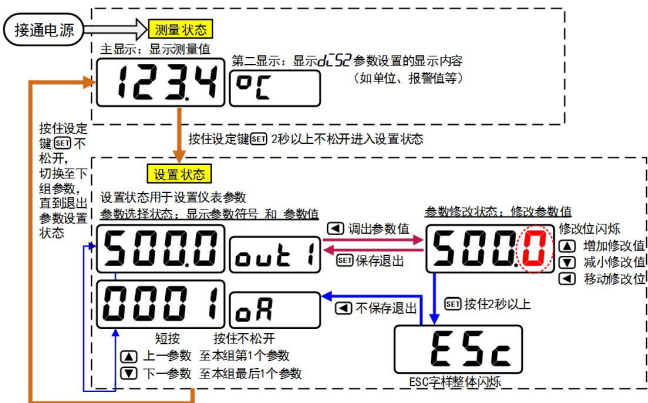 接通电源
测量状态
主显示：显示测量值
第二显示：显示diS2参数设置的显示内容
（如单位、报警值等）
123.4
℃
按住设定键SET不松开，切换至下组参数，直到退出参数设置状态
按住设定键SET 2秒以上不松开进入设置状态
设置状态
设置状态用于设置仪表参数
参数选择状态：显示参数符号 和 参数值
参数修改状态：修改参数值
500.0
out1
◀ 调出参数值
SET保存退出
500.0
修改位闪烁
▲ 增加修改值
▼ 减小修改值
◀ 移动修改位
0001
oA
◀ 不保存退出
SET 按住2秒以上
短按 按住不松开
▲ 上一参数 至本组第1个参数
▼ 下一参数 至本组最后1个参数
ESc
ESC字样整体闪烁